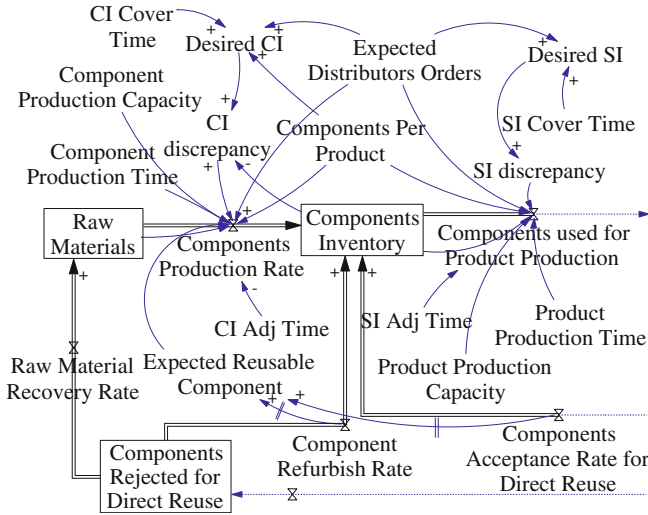 CI Cover
Time
Desired CI
Expected
Distributors Orders
Desired SI
Component
Production Capacity
CI
discrepancy
Components Per
Product
SI Cover Time
Component
Production Time
SI discrepancy
Raw
Materials
Components
Production Rate
Components
Inventory
Components used for
Product Production
CI Adj Time
SI Adj Time
Product
Production Time
Raw Material
Recovery Rate
Expected Reusable
Component
Product Production
Capacity
Components
Rejected for
Direct Reuse
Component
Refurbish Rate
Components
Acceptance Rate for
Direct Reuse